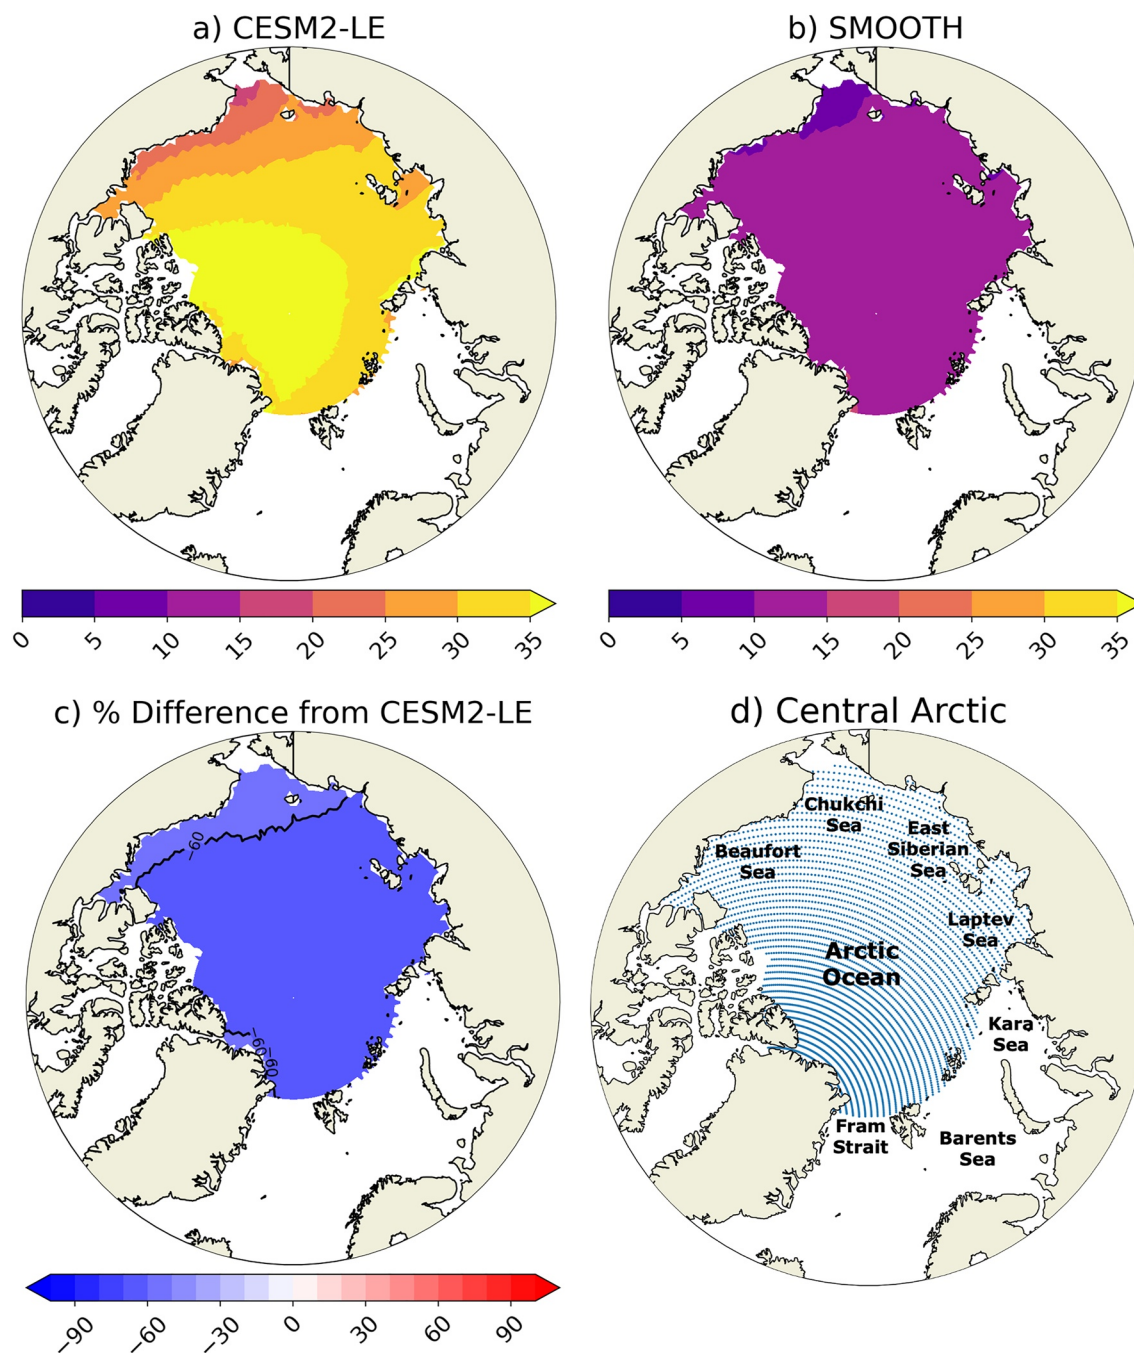 a) CESM2-LE
b) SMOOTH
0 5 10 15 20 25 30 35
0 5 10 15 20 25 30 35
c) % Difference from CESM2-LE
d) Central Arctic
−60
−60
−60
−90 −60 −30 0 30 60 90
Chukchi
Sea
East
Siberian
Sea
Beaufort
Sea
Laptev
Sea
Arctic
Ocean
Kara
Sea
Fram
Strait
Barents
Sea